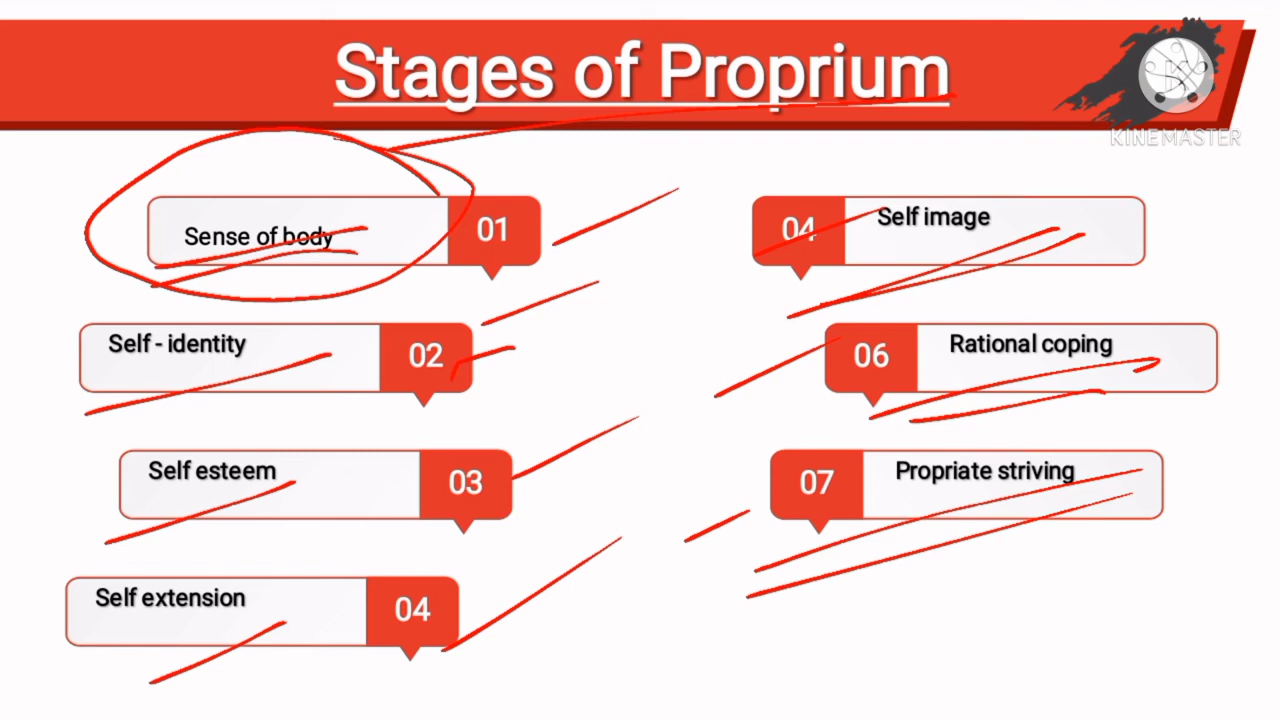 Stages of Proprium
KINEMASTER
Sense of body 01
Self - identity 02
Self esteem 03
Self extension 04
04 Self image
06 Rational coping
07 Propriate striving